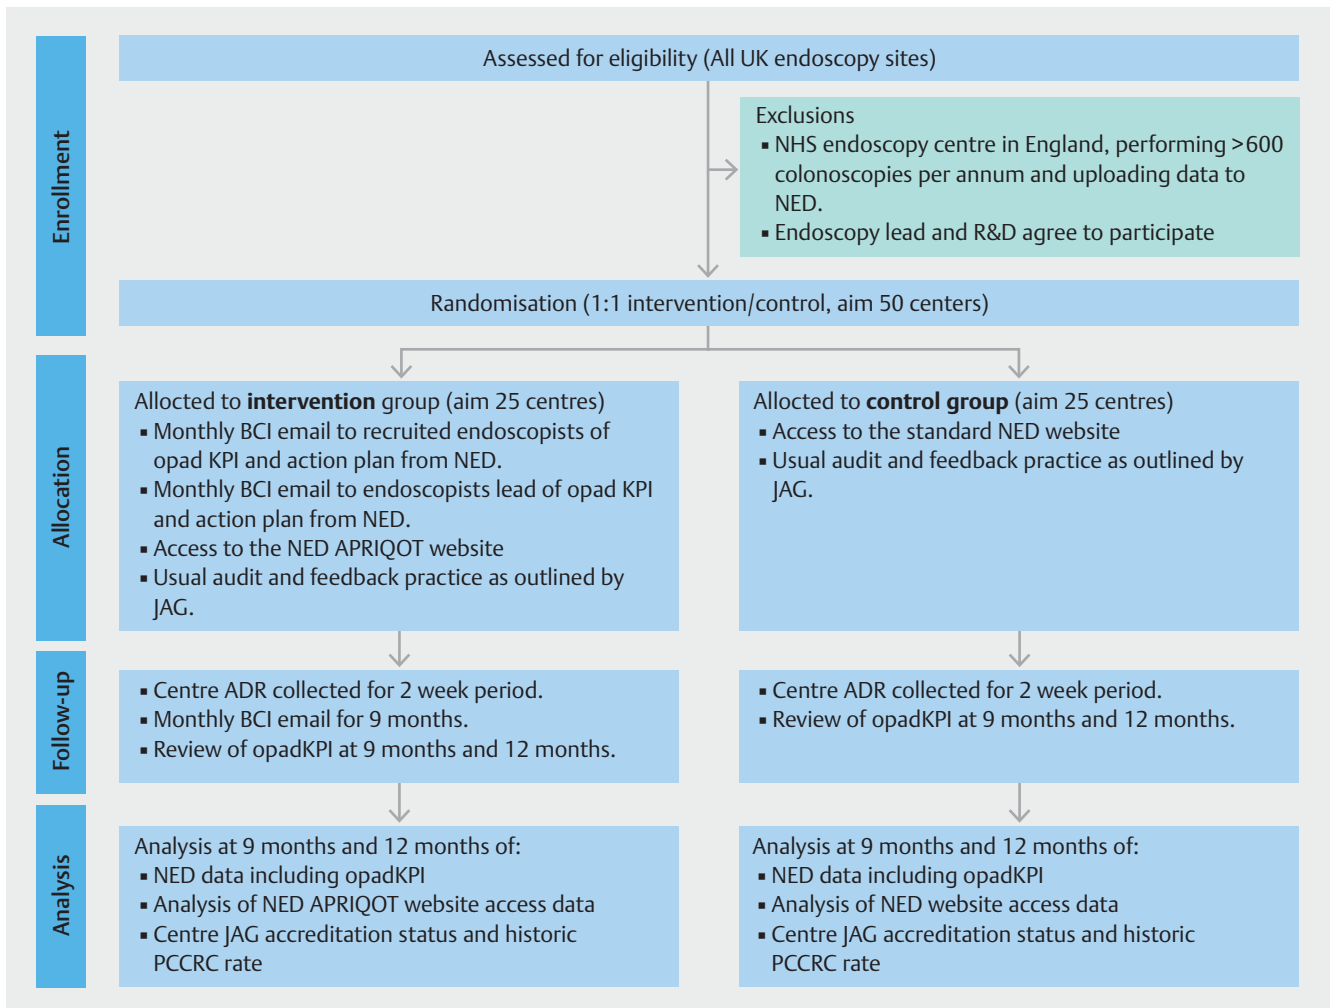 Enrollment
Assessed for eligibility (All UK endoscopy sites)
Exclusions
▪ NHS endoscopy centre in England, performing >600
colonoscopies per annum and uploading data to
NED.
▪ Endoscopy lead and R&D agree to participate
Randomisation (1:1 intervention/control, aim 50 centers)
Allocation
Allocted to intervention group (aim 25 centres)
▪ Monthly BCI email to recruited endoscopists of
opad KPI and action plan from NED.
▪ Monthly BCI email to endoscopists lead of opad KPI
and action plan from NED.
▪ Access to the NED APRIQOT website
▪ Usual audit and feedback practice as outlined by
JAG.
Allocted to control group (aim 25 centres)
▪ Access to the standard NED website
▪ Usual audit and feedback practice as outlined by
JAG.
Follow-up
▪ Centre ADR collected for 2 week period.
▪ Monthly BCI email for 9 months.
▪ Review of opadKPI at 9 months and 12 months.
▪ Centre ADR collected for 2 week period.
▪ Review of opadKPI at 9 months and 12 months.
Analysis
Analysis at 9 months and 12 months of:
▪ NED data including opadKPI
▪ Analysis of NED APRIQOT website access data
▪ Centre JAG accreditation status and historic
PCCRC rate
Analysis at 9 months and 12 months of:
▪ NED data including opadKPI
▪ Analysis of NED website access data
▪ Centre JAG accreditation status and historic
PCCRC rate